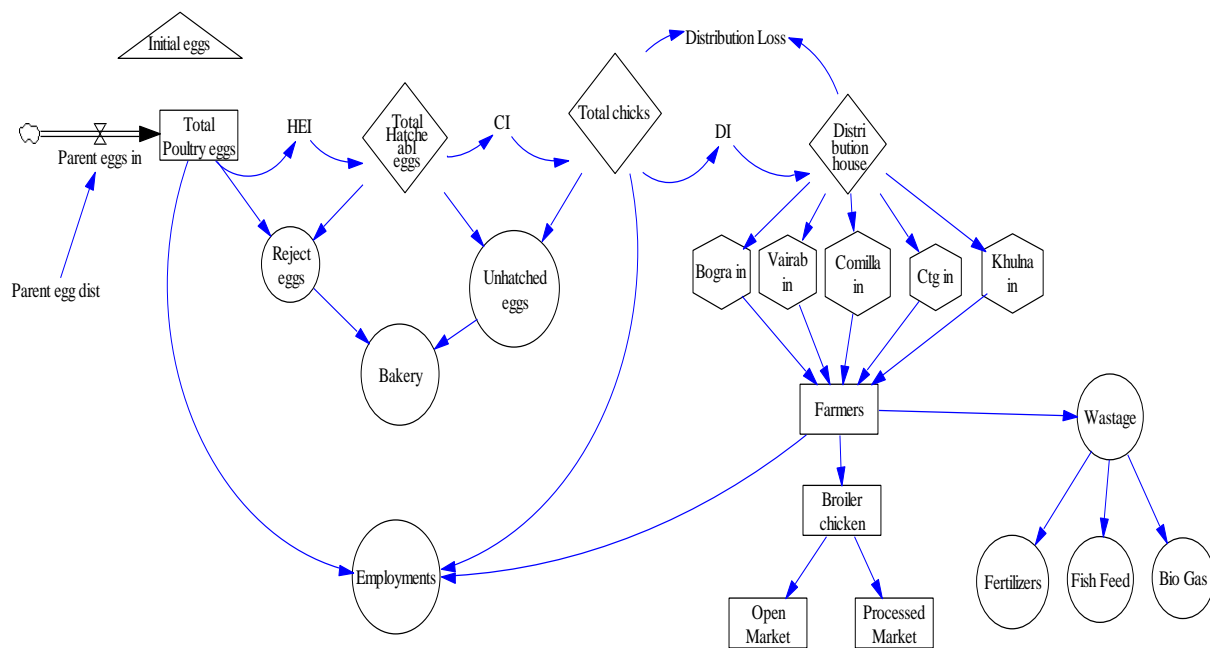 Initial eggs
Distribution Loss
Total
Poultry eggs
HEI
Total
Hatche
abl
eggs
CI
Total chicks
DI
Distri
bution
house
Parent eggs in
Parent egg dist
Reject
eggs
Unhatched
eggs
Bogra in
Vairab
in
Comilla
in
Ctg in
Khulna
in
Bakery
Farmers
Wastage
Broiler
chicken
Employments
Fertilizers
Fish Feed
Bio Gas
Open
Market
Processed
Market